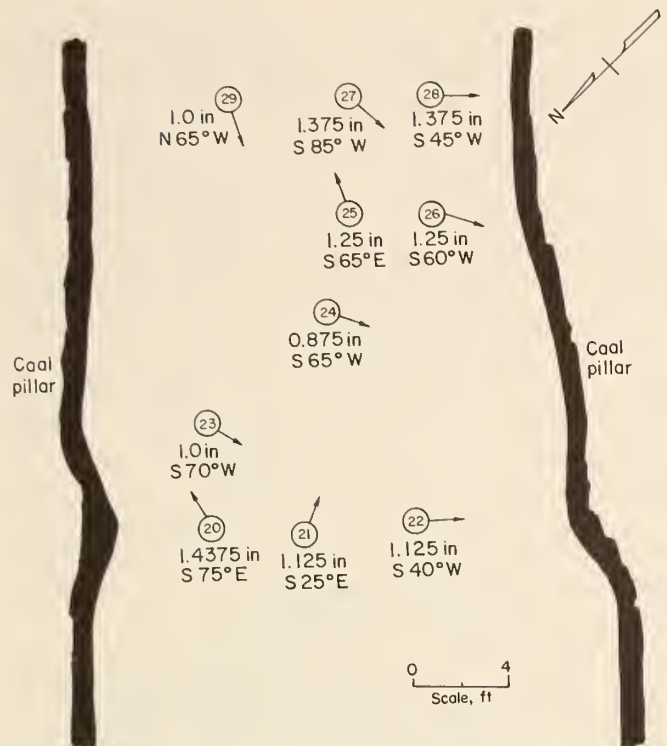 N
29
1.0 in
N 65° W
27
1.375 in
S 85° W
28
1.375 in
S 45° W
25
1.25 in
S 65° E
26
1.25 in
S 60° W
24
0.875 in
S 65° W
Caal
pillar
Caal
pillar
23
1.0 in
S 70° W
20
1.4375 in
S 75° E
21
1.125 in
S 25° E
22
1.125 in
S 40° W
0 4
Scale, ft